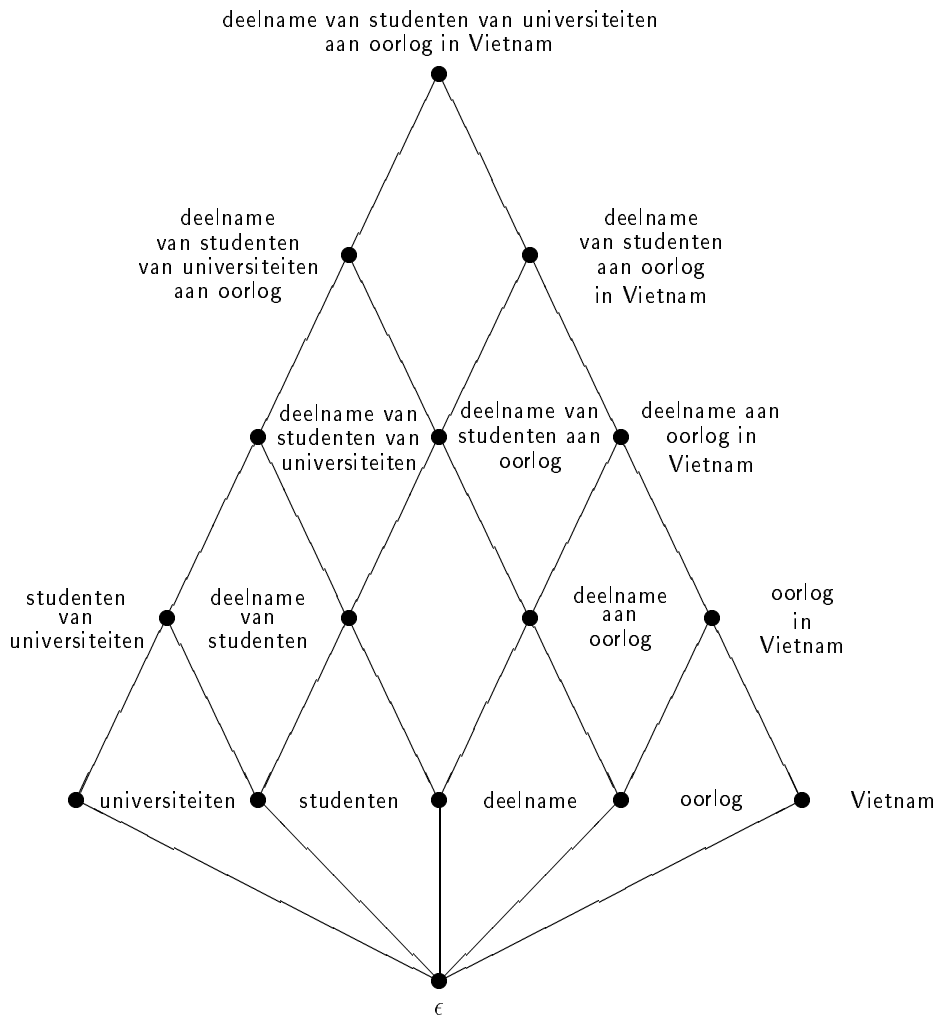 deelname van studenten van universiteiten
aan oorlog in Vietnam
deelname
van studenten
van universiteiten
aan oorlog
deelname
van studenten
aan oorlog
in Vietnam
deelname van
studenten van
universiteiten
deelname van
studenten aan
oorlog
deelname aan
oorlog in
Vietnam
studenten
van
universiteiten
deelname
van
studenten
deelname
aan
oorlog
oorlog
in
Vietnam
universiteiten
studenten
deelname
oorlog
Vietnam
ϵ